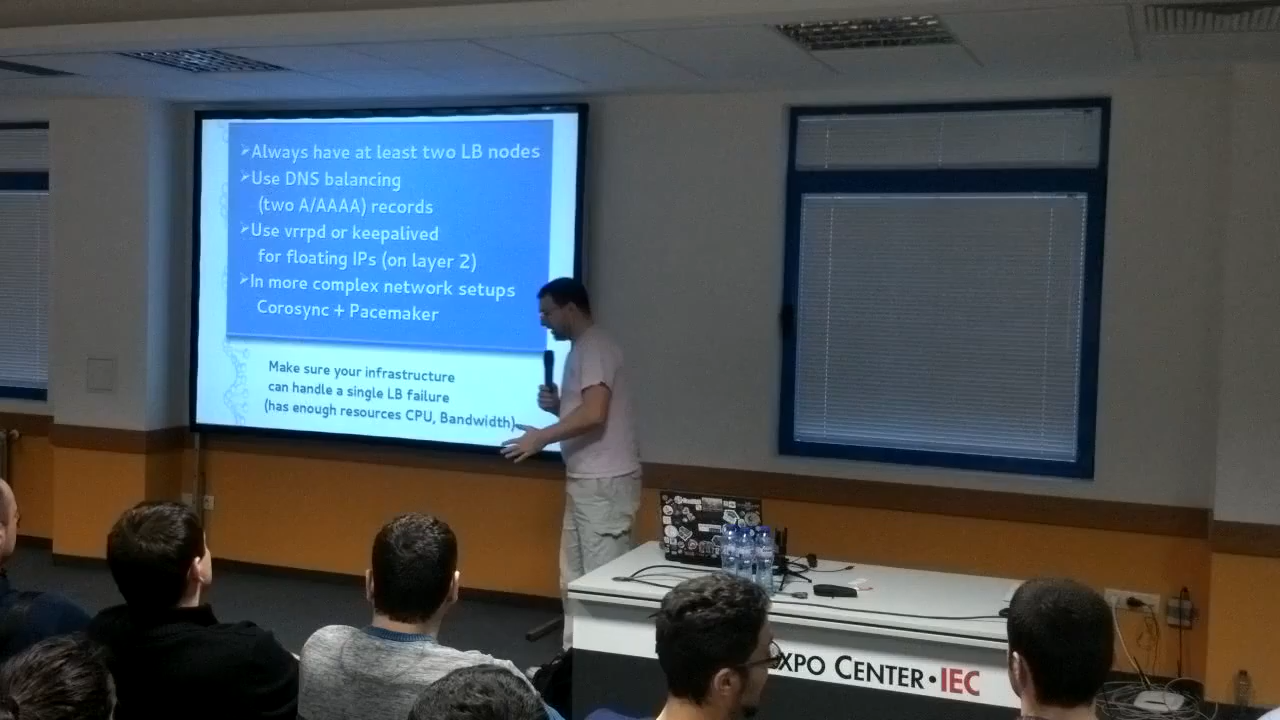 ➢Always have at least two LB nodes
➢Use DNS balancing
(two A/AAAA) records
➢Use vrrpd or keepalived
for floating IPs (on layer 2)
➢In more complex network setups
Corosync + Pacemaker
Make sure your infrastructure
can handle a single LB failure
(has enough resources CPU, Bandwidth)
XPO CENTER·IEC